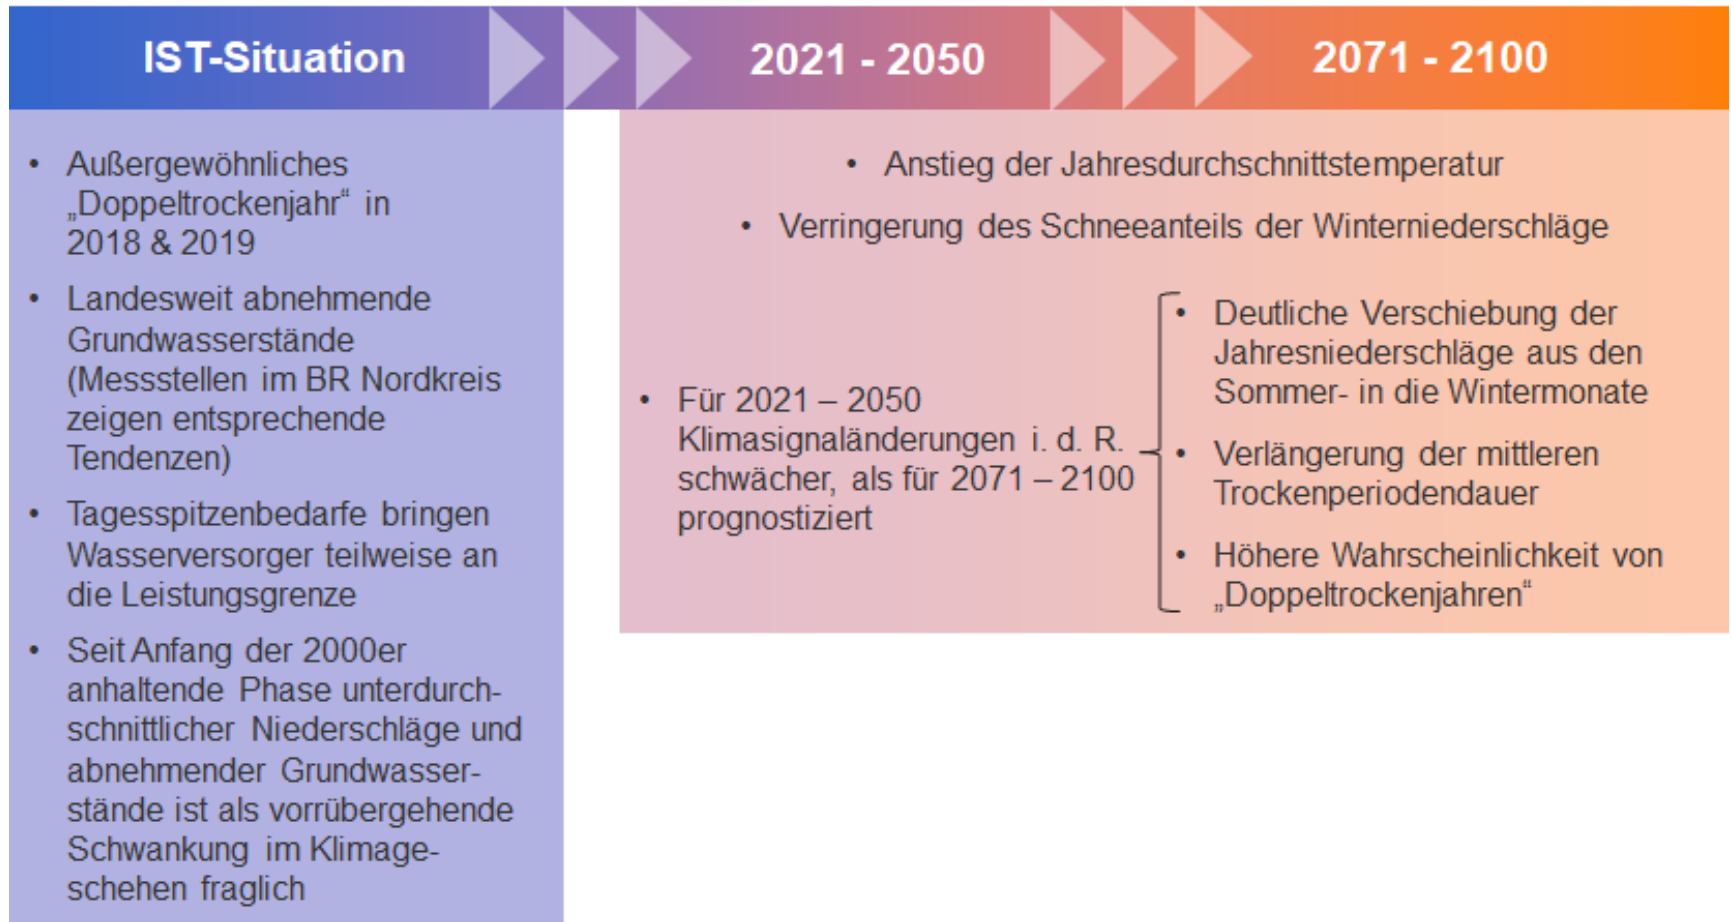 IST-Situation
2021 - 2050
2071 - 2100
• Außergewöhnliches
„Doppeltrockenjahr“ in
2018 & 2019
• Landesweit abnehmende
Grundwasserstände
(Messstellen im BR Nordkreis
zeigen entsprechende
Tendenzen)
• Tagesspitzenbedarfe bringen
Wasserversorger teilweise an
die Leistungsgrenze
• Seit Anfang der 2000er
anhaltende Phase unterdurch-
schnittlicher Niederschläge und
abnehmender Grundwasser-
stände ist als vorrübergehende
Schwankung im Klimage-
schehen fraglich
• Anstieg der Jahresdurchschnittstemperatur
• Verringerung des Schneeanteils der Winterniederschläge
• Für 2021 – 2050
Klimasignaländerungen i. d. R.
schwächer, als für 2071 – 2100
prognostiziert
• Deutliche Verschiebung der
Jahresniederschläge aus den
Sommer- in die Wintermonate
• Verlängerung der mittleren
Trockenperiodendauer
• Höhere Wahrscheinlichkeit von
„Doppeltrockenjahren“